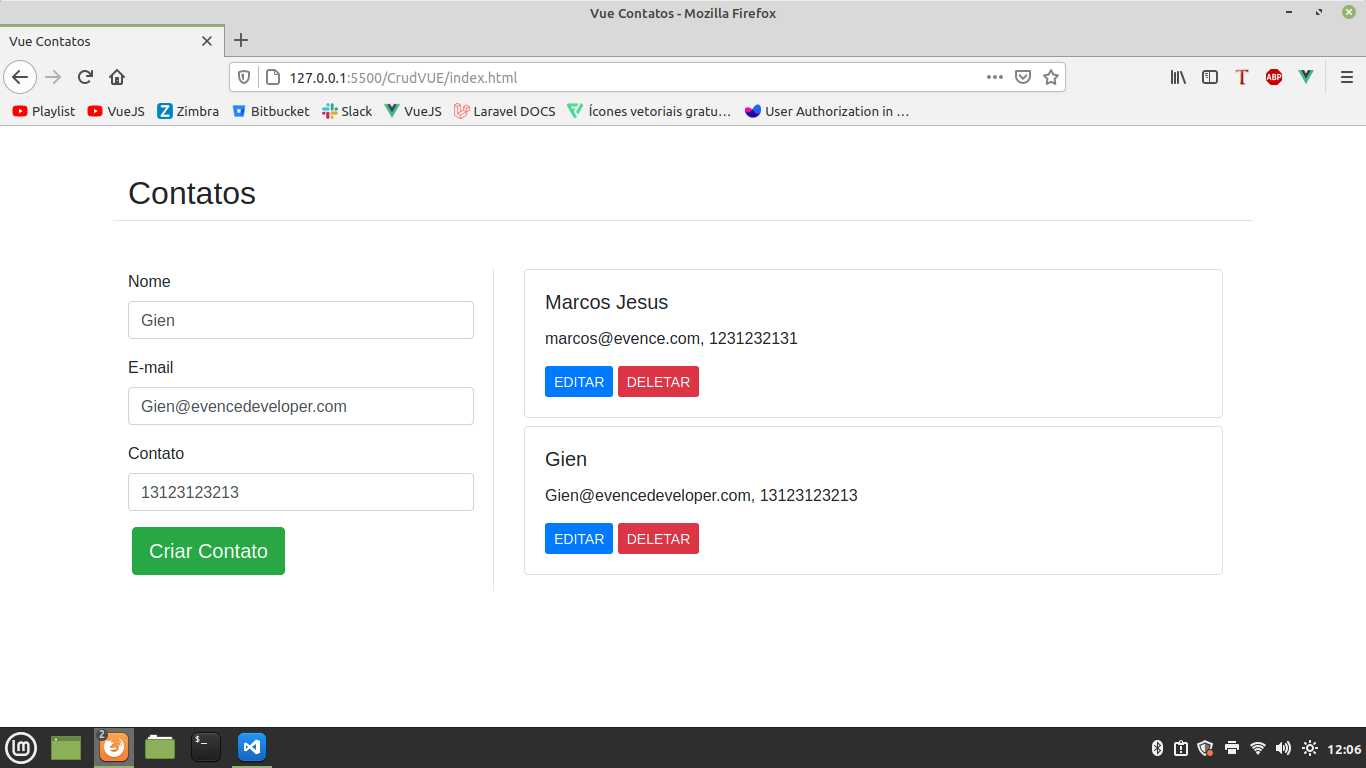 Vue Contatos - Mozilla Firefox
Vue Contatos
127.0.0.1:5500/CrudVUE/index.html
T
ABP
Playlist
VueJS
Z Zimbra
Bitbucket
Slack
VueJS
Laravel DOCS
Ícones vetoriais gratu…
User Authorization in …
Contatos
Nome
Gien
E-mail
Gien@evencedeveloper.com
Contato
13123123213
Criar Contato
Marcos Jesus
marcos@evence.com, 1231232131
EDITAR DELETAR
Gien
Gien@evencedeveloper.com, 13123123213
EDITAR DELETAR
2
$_
12:06